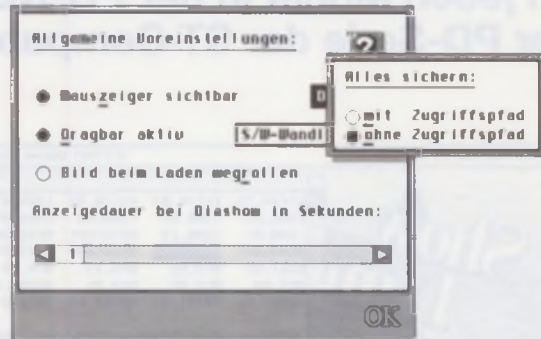 Allgemeine Voreinstellungen:
?
Mauszeiger sichtbar
D
Dragbar aktiv
S/W-Wandl
Bild beim Laden wegrollen
Anzeigedauer bei Diashow in Sekunden:
1
OK
Alles sichern:
mit Zugriffspfad
ohne Zugriffspfad